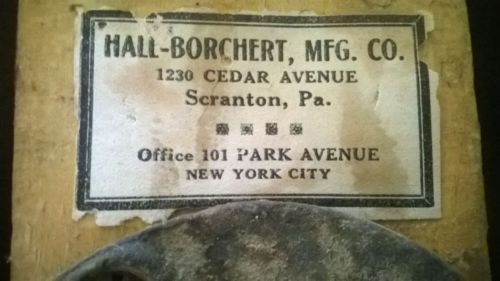 HALL-BORCHERT, MFG. CO.
1230 CEDAR AVENUE
Scranton, Pa.
Office 101 PARK AVENUE
NEW YORK CITY